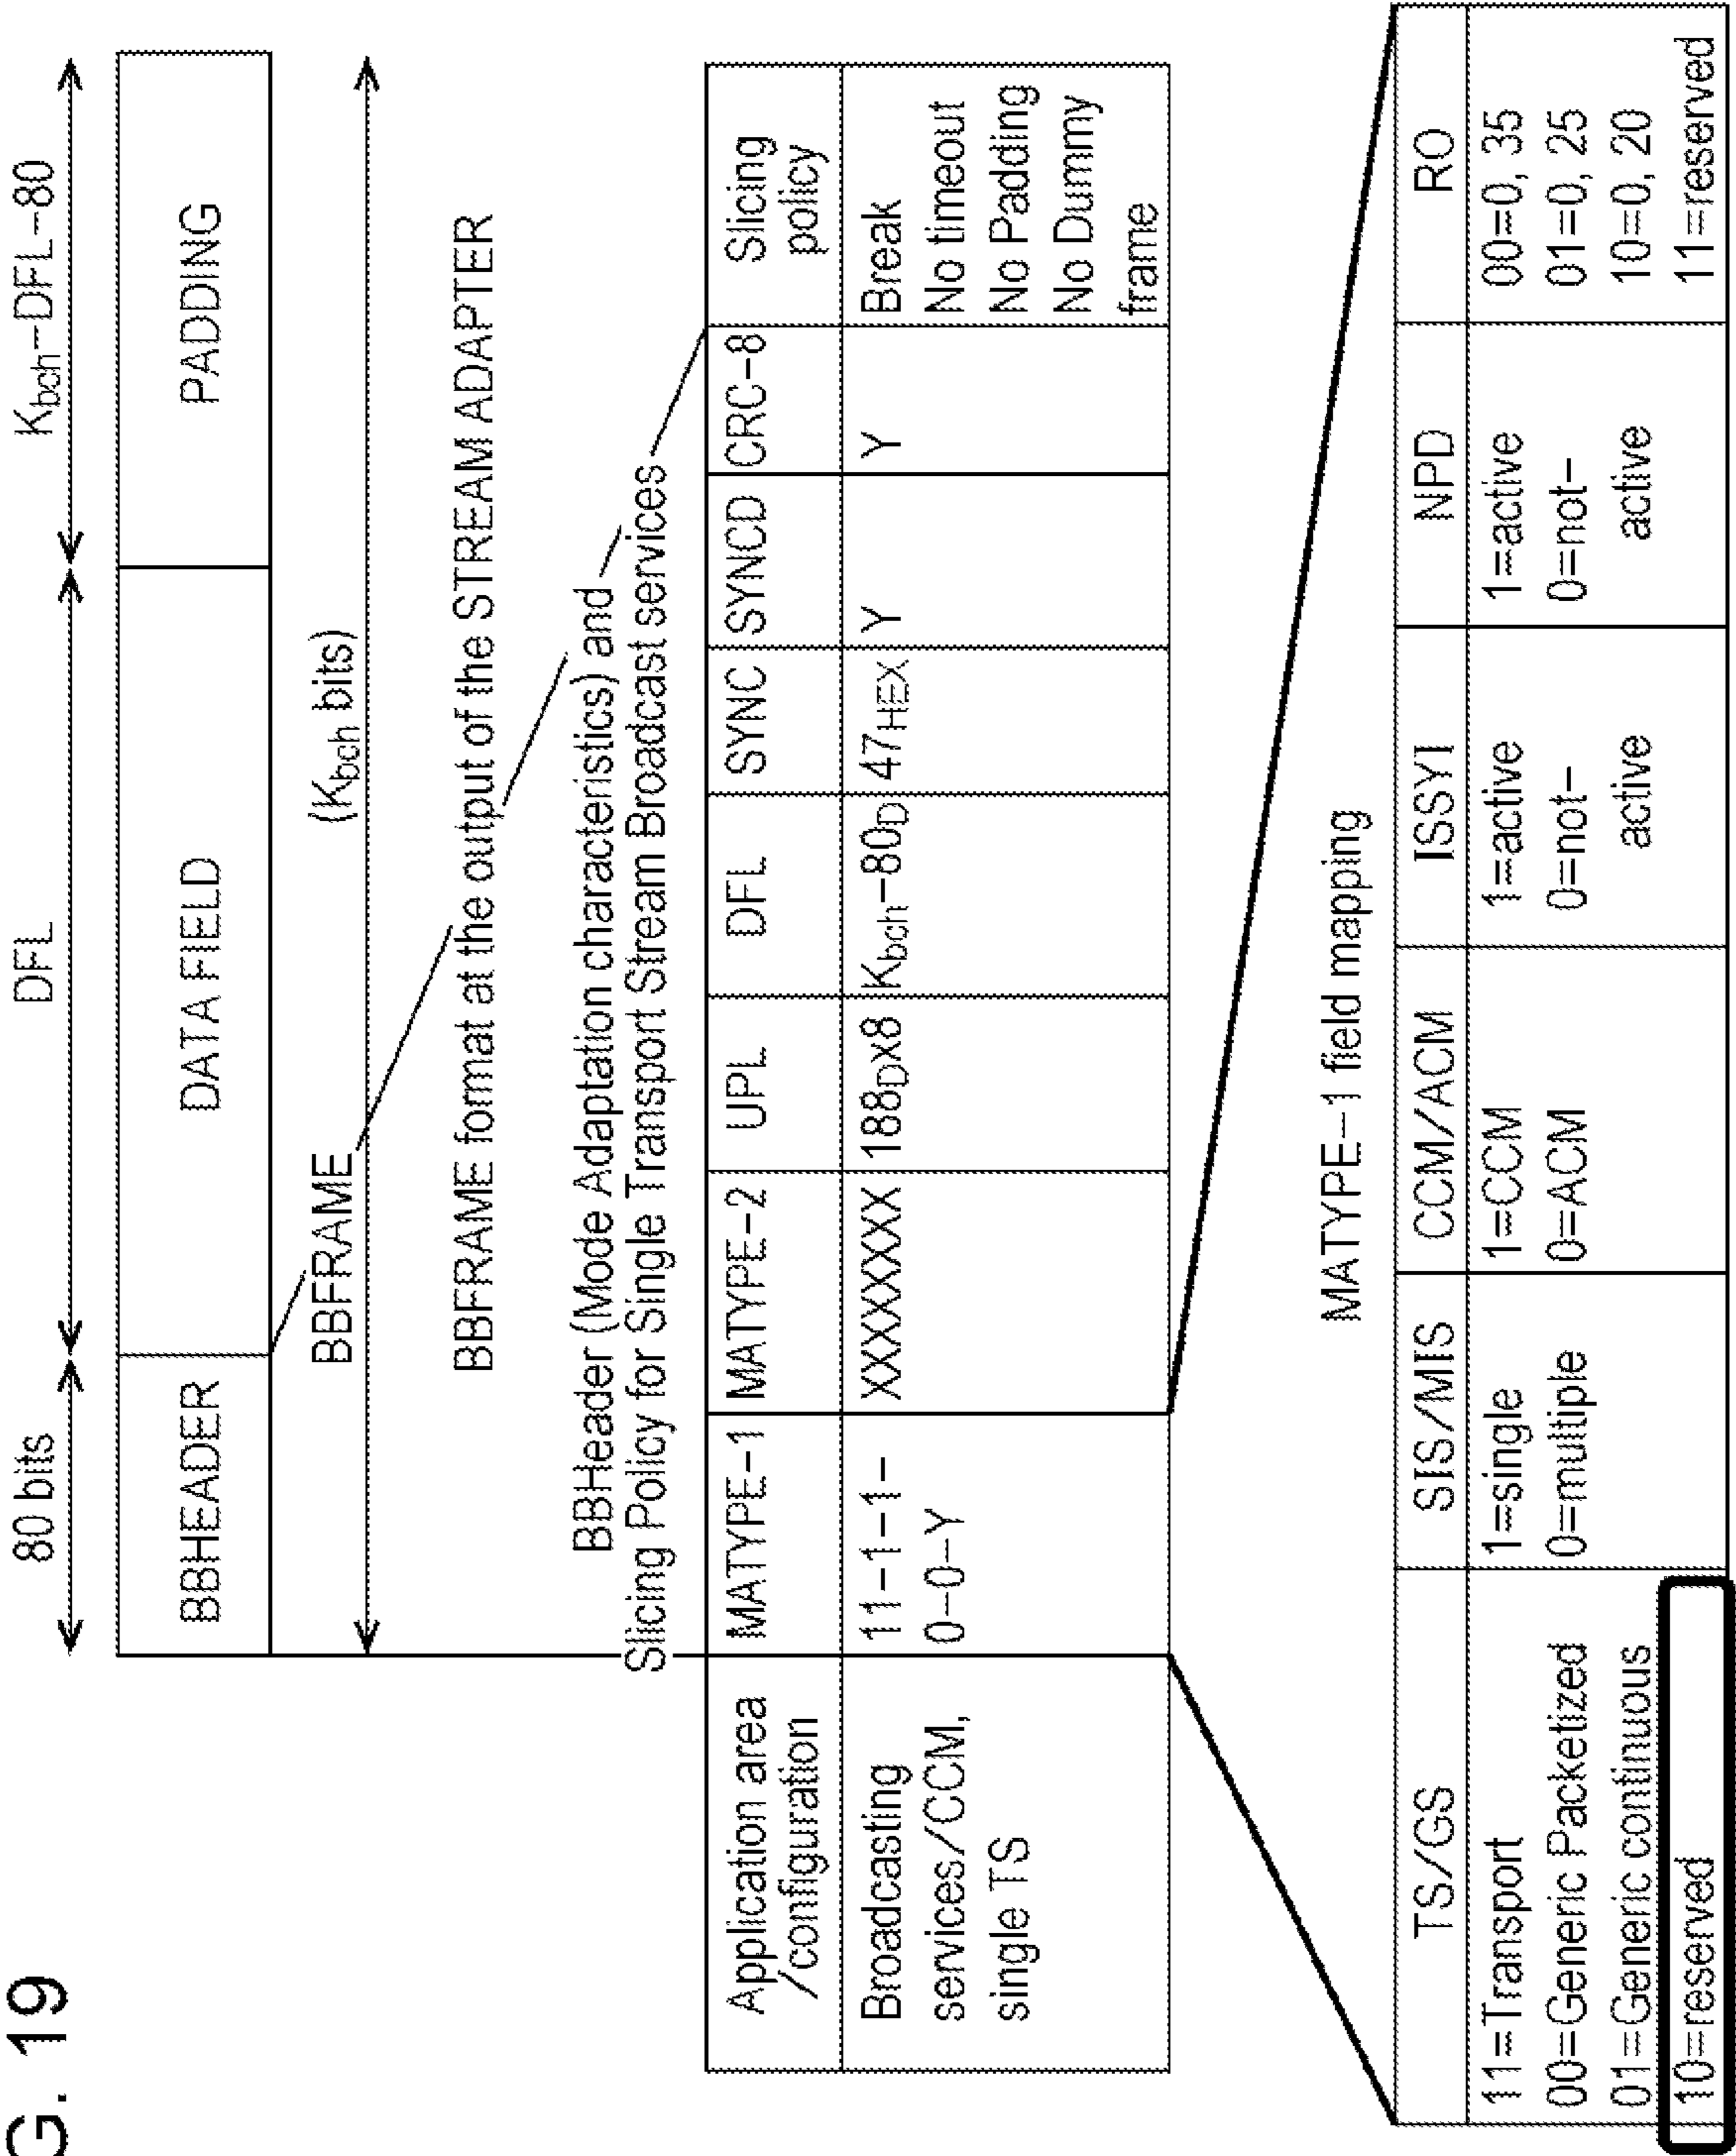 G. 19
80 bits DFL K_bch-DFL-80
BBHEADER DATA FIELD PADDING
BBFRAME (K_bch bits)
BBFRAME format at the output of the STREAM ADAPTER
BBHeader (Mode Adaptation characteristics) and
Slicing Policy for Single Transport Stream Broadcast services
Application area MATYPE-1 MATYPE-2 UPL DFL SYNC SYNCD CRC-8 Slicing
/configuration policy
Broadcasting 11-1-1- XXXXXXXX 188_Dx8 K_bch-80_D 47_HEX Y Y Break
services/CCM, 0-0-Y No timeout
single TS No Padding
No Dummy
frame
MATYPE-1 field mapping
TS/GS SIS/MIS CCM/ACM ISSYI NPD RO
11=Transport 1=single 1=CCM 1=active 1=active 00=0, 35
00=Generic Packetized 0=multiple 0=ACM 0=not- 0=not- 01=0, 25
01=Generic continuous active active 10=0, 20
10=reserved 11=reserved